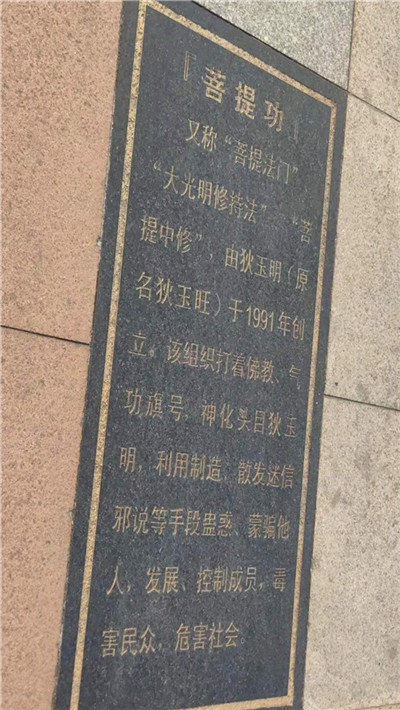 『菩提功』
又称“菩提法门”
“大光明修持法”、“菩
提中修”，由狄玉明（原
名狄玉旺）于1991年创
立。该组织打着佛教、气
功旗号，神化头目狄玉
明，利用制造、散发迷信
邪说等手段蛊惑、蒙骗他
人，发展、控制成员，毒
害民众，危害社会。